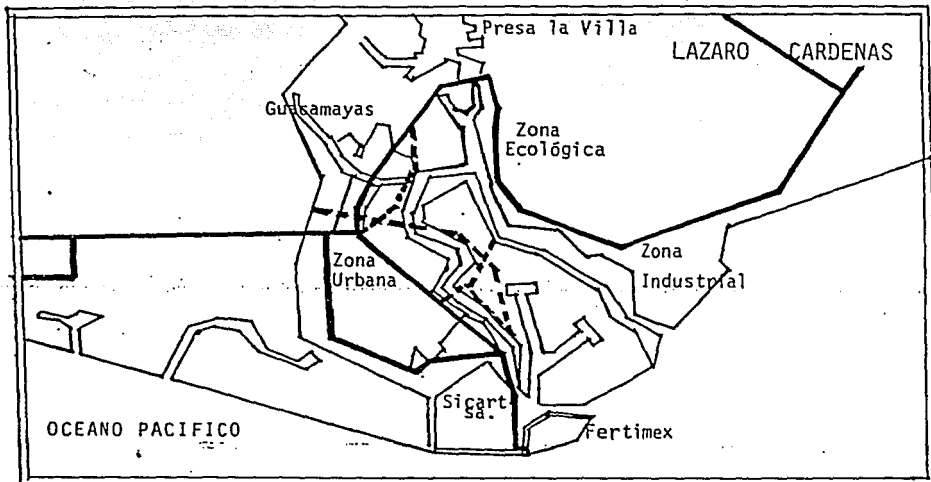 Presa la Villa
LAZARO CARDENAS
Guacamayas
Zona
Ecológica
Zona
Urbana
Zona
Industrial
Sicart-
sa.
Fertimex
OCEANO PACIFICO